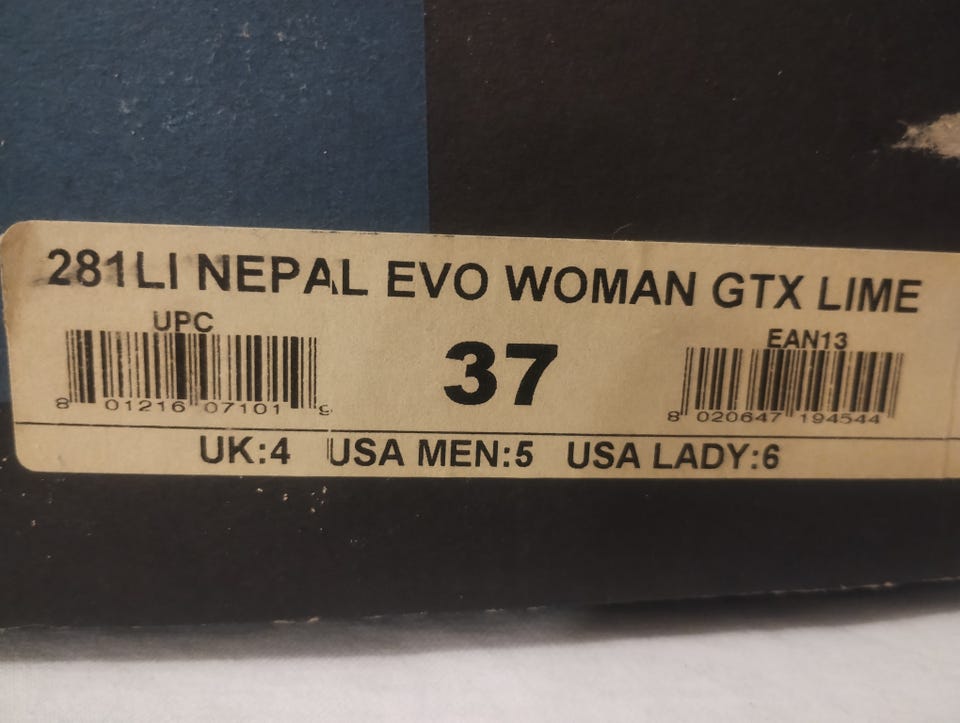 281LI NEPAL EVO WOMAN GTX LIME
UPC
37
EAN13
8 01216 07101 9
8 020647 194544
UK:4 USA MEN:5 USA LADY:6